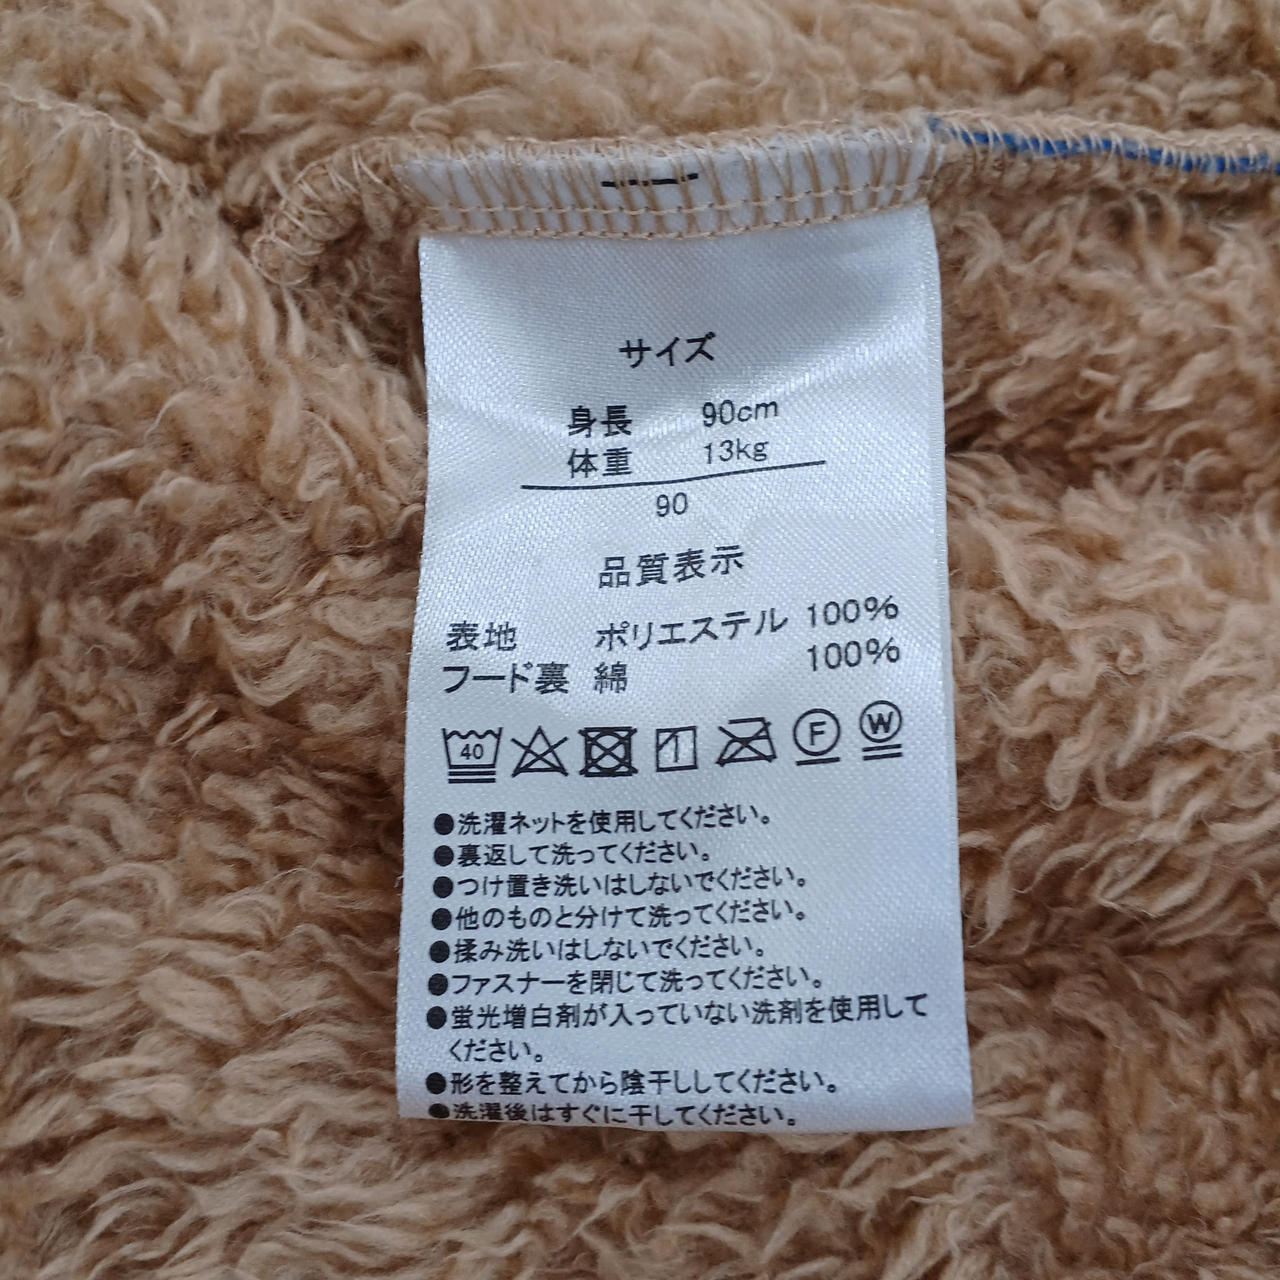 サイズ
身長 90cm
体重 13kg
90
品質表示
表地 ポリエステル 100%
フード裏 綿 100%
40 F W
●洗濯ネットを使用してください。
●裏返して洗ってください。
●つけ置き洗いはしないでください。
●他のものと分けて洗ってください。
●揉み洗いはしないでください。
●ファスナーを閉じて洗ってください。
●蛍光増白剤が入っていない洗剤を使用して
ください。
●形を整えてから陰干ししてください。
●洗濯後はすぐに干してください。